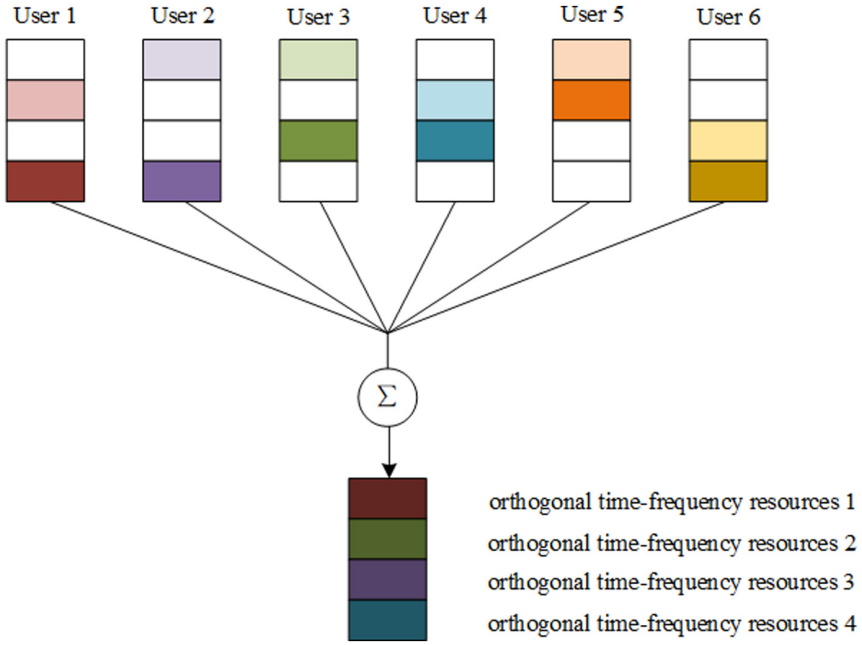 User 1 User 2 User 3 User 4 User 5 User 6
Σ
orthogonal time-frequency resources 1
orthogonal time-frequency resources 2
orthogonal time-frequency resources 3
orthogonal time-frequency resources 4